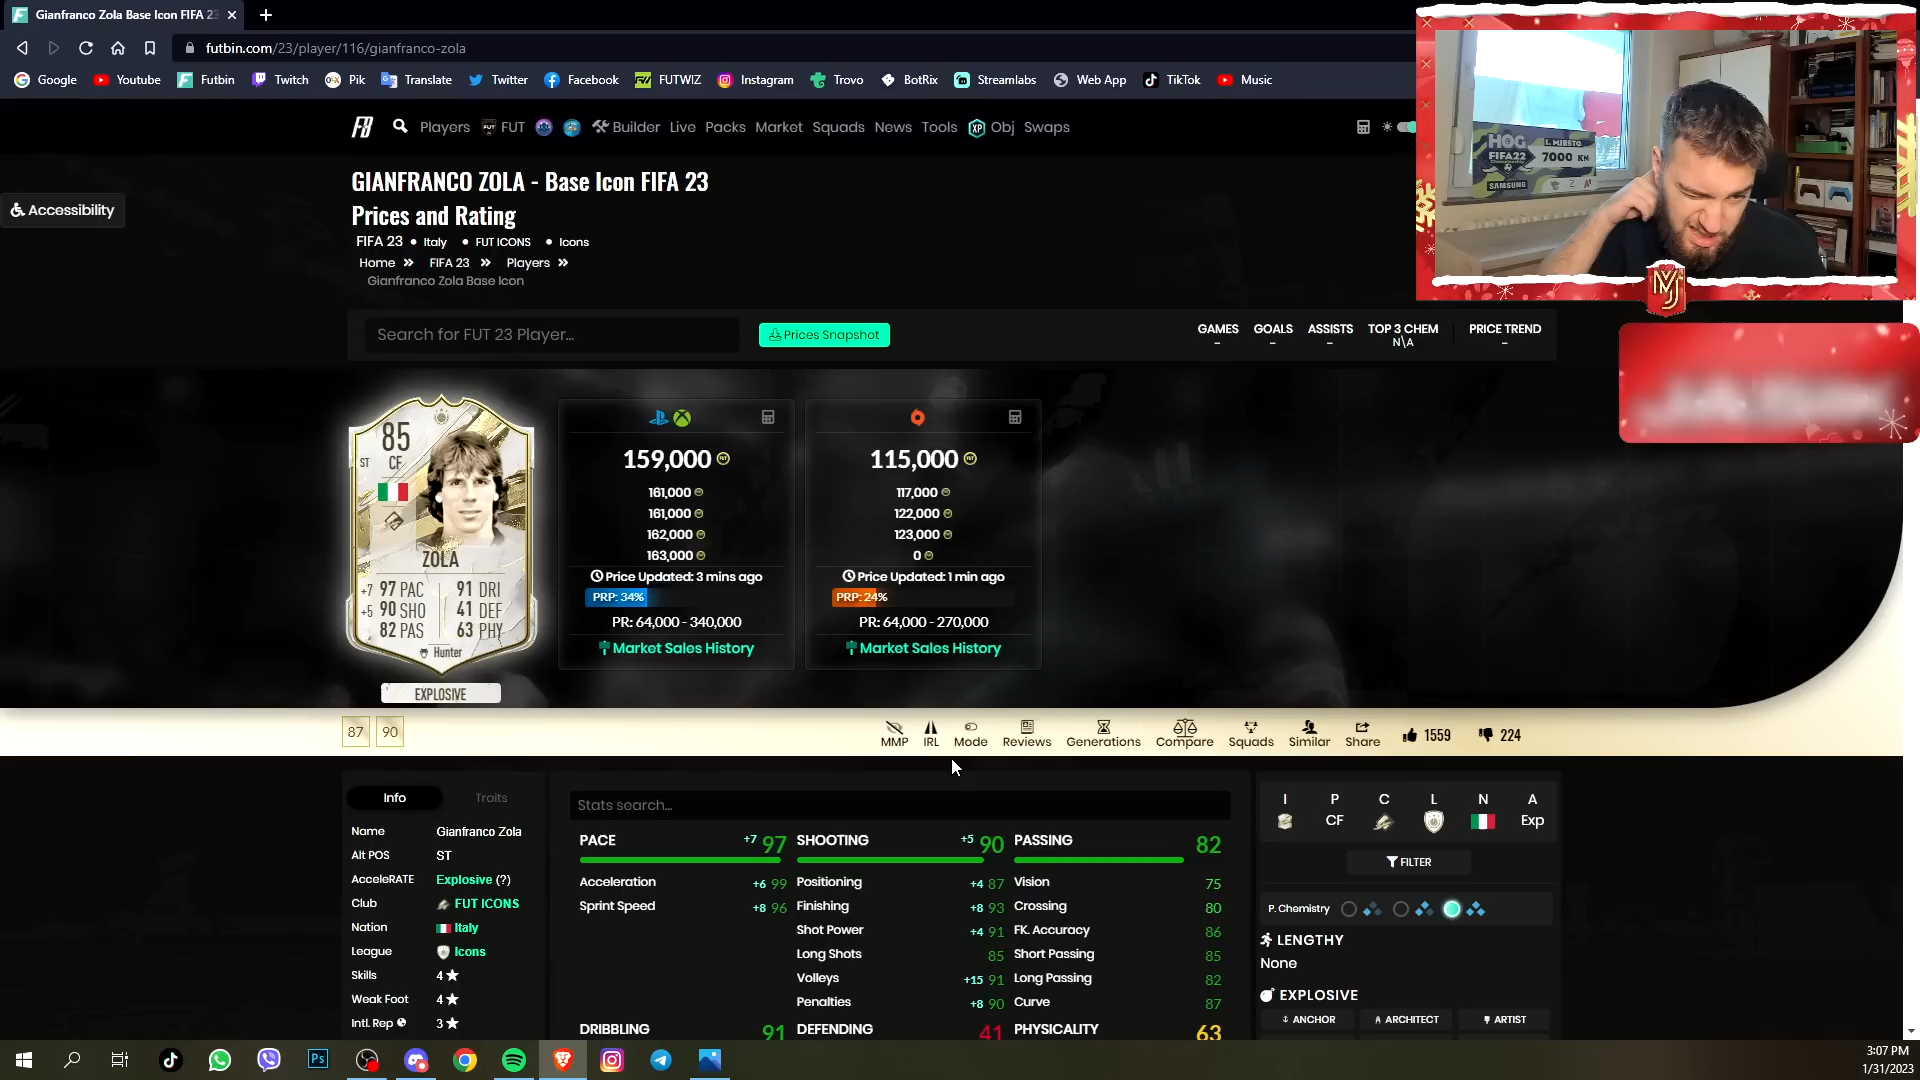 Gianfranco Zola Base Icon FIFA 23
futbin.com/23/player/116/gianfranco-zola
Google Youtube Futbin Twitch Pik Translate Twitter Facebook FUTWIZ Instagram Trovo BotRix Streamlabs Web App TikTok Music
Players FUT Builder Live Packs Market Squads News Tools XP Obj Swaps
HOG
FIFA22
1. MJESTO
7000 KN
SAMSUNG
MJ
GIANFRANCO ZOLA - Base Icon FIFA 23
Prices and Rating
Accessibility
FIFA 23 • Italy • FUT ICONS • Icons
Home » FIFA 23 » Players »
Gianfranco Zola Base Icon
Search for FUT 23 Player...
Prices Snapshot
GAMES GOALS ASSISTS TOP 3 CHEM PRICE TREND
- - - N\A -
85
ST CF
ZOLA
+7 97 PAC 91 DRI
+5 90 SHO 41 DEF
82 PAS 63 PHY
Hunter
EXPLOSIVE
159,000
161,000
161,000
162,000
163,000
Price Updated: 3 mins ago
PRP: 34%
PR: 64,000 - 340,000
Market Sales History
115,000
117,000
122,000
123,000
0
Price Updated: 1 min ago
PRP: 24%
PR: 64,000 - 270,000
Market Sales History
87 90
MMP IRL Mode Reviews Generations Compare Squads Similar Share 1559 224
Info Traits
Name Gianfranco Zola
Alt POS ST
AcceleRATE Explosive (?)
Club FUT ICONS
Nation Italy
League Icons
Skills 4
Weak Foot 4
Intl. Rep 3
Stats search...
PACE +7 97
Acceleration +6 99
Sprint Speed +8 96
SHOOTING +5 90
Positioning +4 87
Finishing +8 93
Shot Power +4 91
Long Shots 85
Volleys +15 91
Penalties +8 90
PASSING 82
Vision 75
Crossing 80
FK. Accuracy 86
Short Passing 85
Long Passing 82
Curve 87
DRIBBLING 91
DEFENDING 41
PHYSICALITY 63
I P C L N A
CF Exp
FILTER
P. Chemistry
LENGTHY
None
EXPLOSIVE
ANCHOR ARCHITECT ARTIST
Ps
3:07 PM
1/31/2023